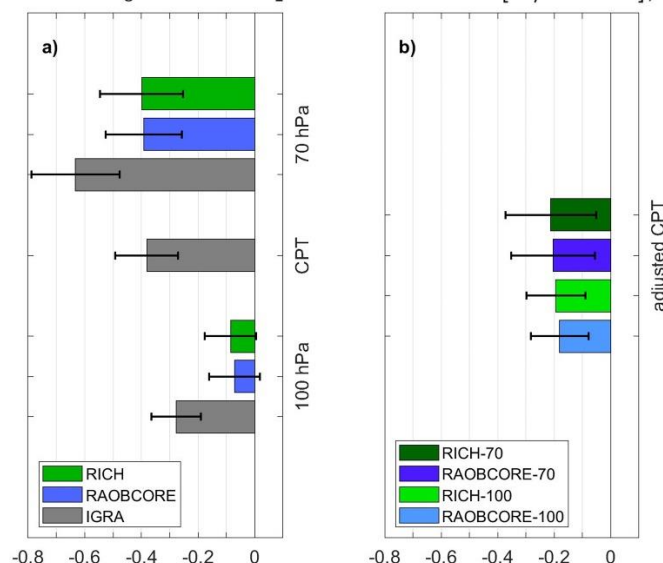 a)
70 hPa
CPT
100 hPa
RICH
RAOBCORE
IGRA
-0.8 -0.6 -0.4 -0.2 0
b)
adjusted CPT
RICH-70
RAOBCORE-70
RICH-100
RAOBCORE-100
-0.8 -0.6 -0.4 -0.2 0